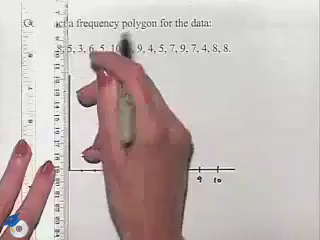 a frequency polygon for the data:
8, 5, 3, 6, 5, 10, 9, 4, 5, 7, 9, 7, 4, 8, 8.
9 10